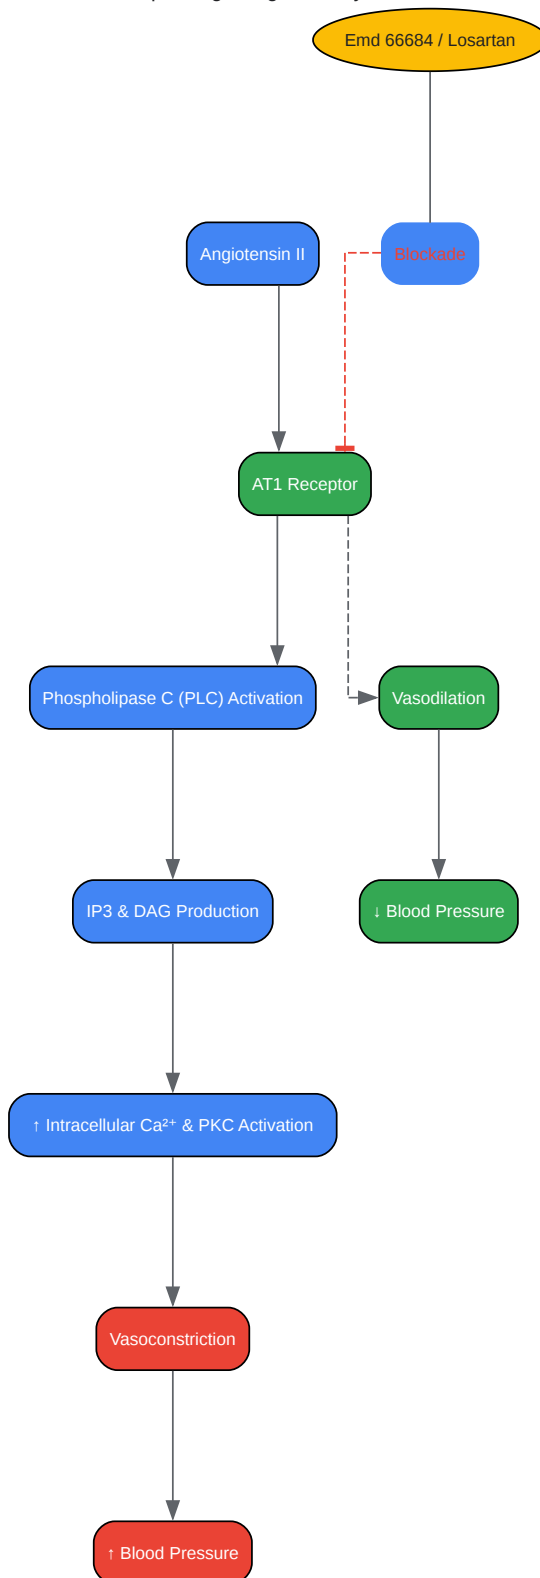 Emd 66684 / Losartan
Angiotensin II
Blockade
AT1 Receptor
Phospholipase C (PLC) Activation
Vasodilation
IP3 & DAG Production
↓ Blood Pressure
↑ Intracellular Ca²⁺ & PKC Activation
Vasoconstriction
↑ Blood Pressure